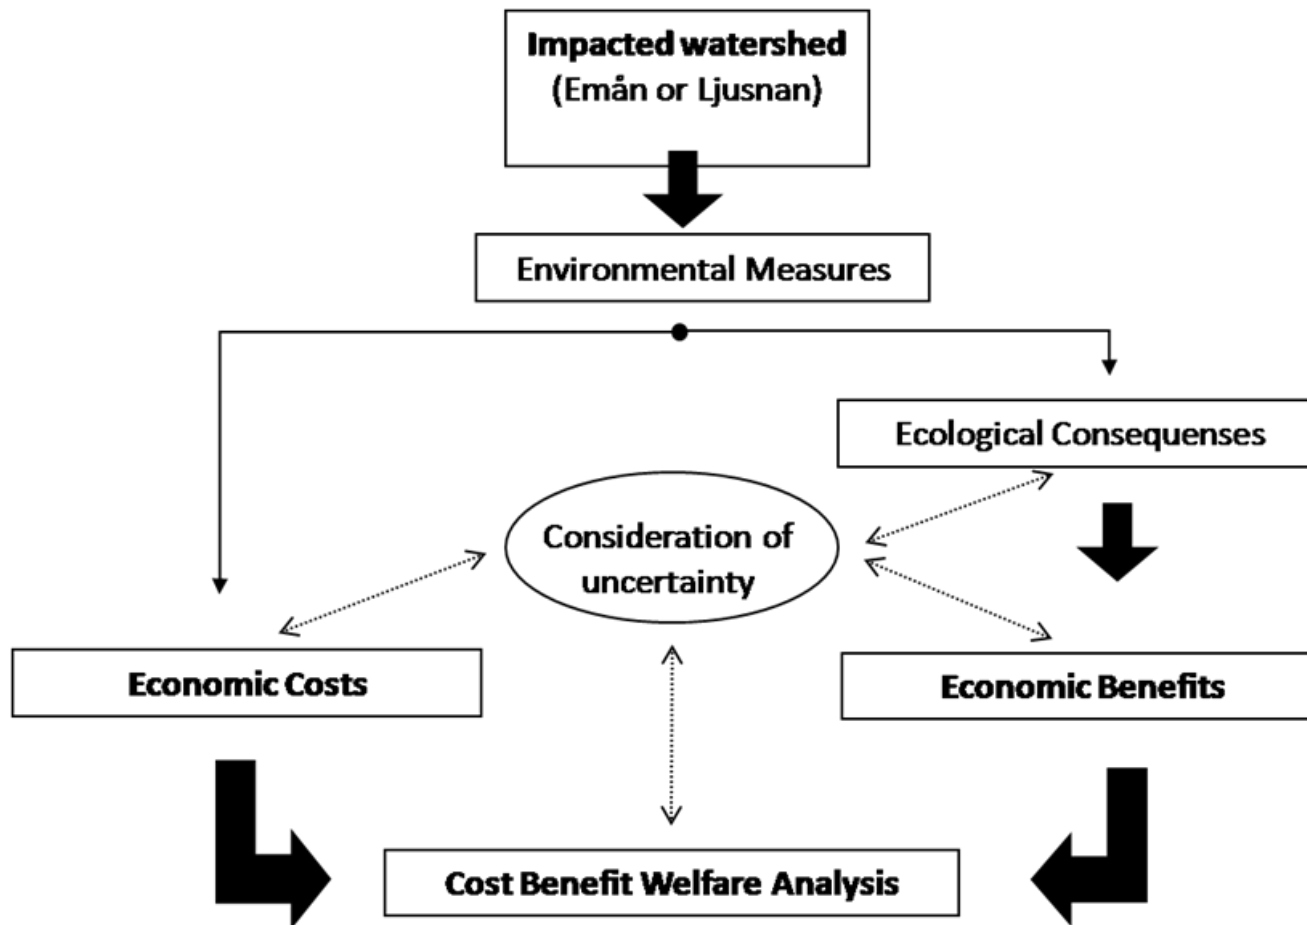 Impacted watershed
(Emån or Ljusnan)
Environmental Measures
Ecological Consequenses
Consideration of
uncertainty
Economic Costs
Economic Benefits
Cost Benefit Welfare Analysis